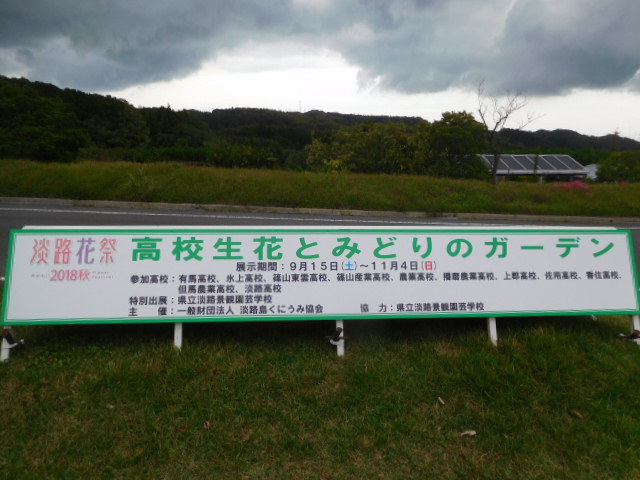 淡路花祭
2018秋
高校生花とみどりのガーデン
展示期間：9月15日(土)～11月4日(日)
参加高校：有馬高校、氷上高校、篠山東雲高校、篠山産業高校、農業高校、播磨農業高校、上郡高校、佐用高校、香住高校、
但馬農業高校、淡路高校
特別出展：県立淡路景観園芸学校
主　催：一般財団法人 淡路島くにうみ協会　協　力：県立淡路景観園芸学校